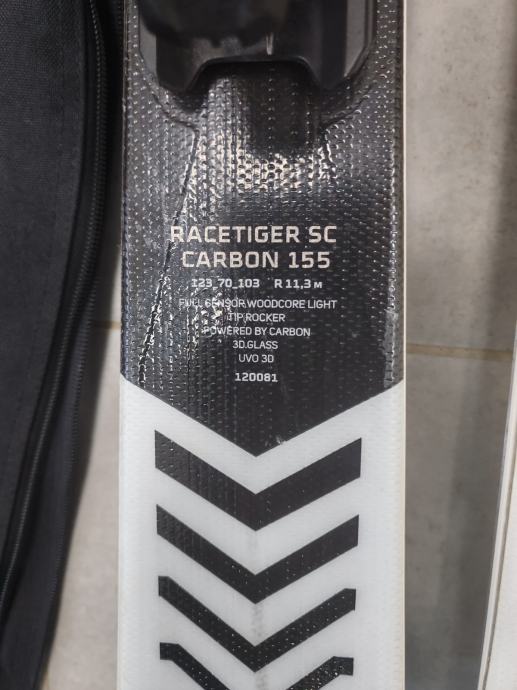 RACETIGER SC
CARBON 155
123_70_103 R 11,3 M
FULL SENSOR WOODCORE LIGHT
TIP ROCKER
POWERED BY CARBON
3D.GLASS
UVO 3D
120081